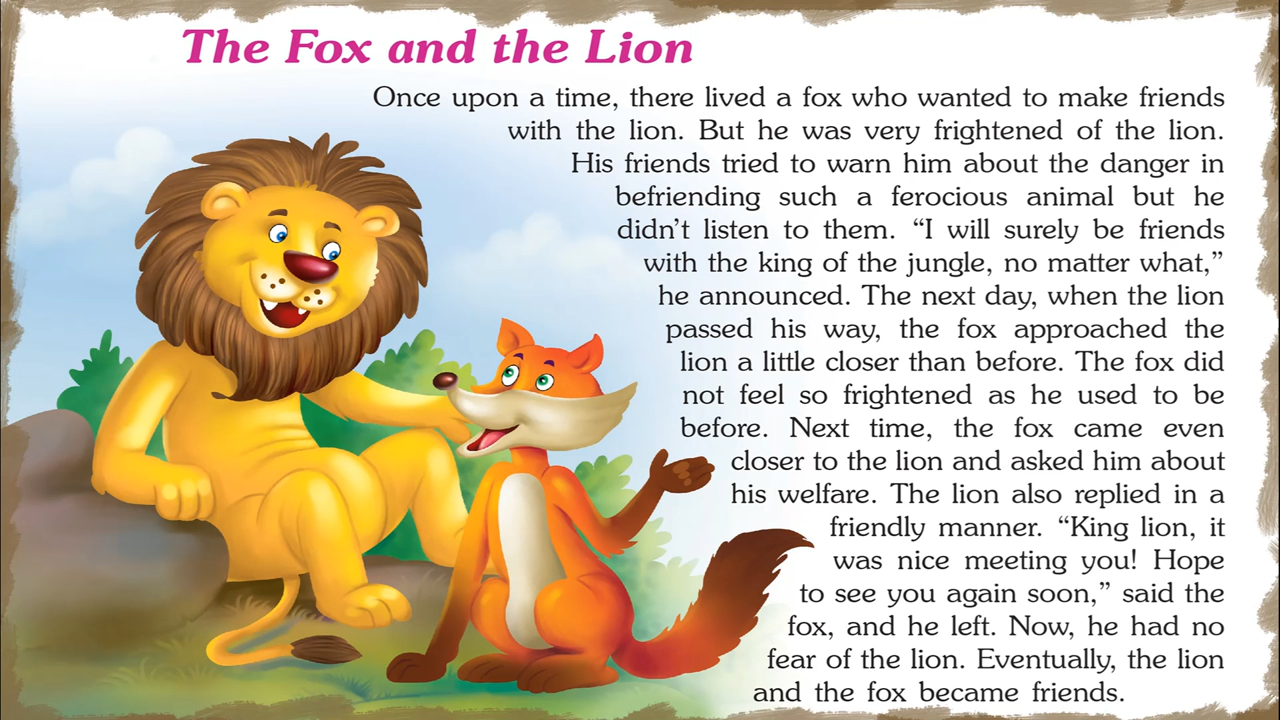 The Fox and the Lion
Once upon a time, there lived a fox who wanted to make friends
with the lion. But he was very frightened of the lion.
His friends tried to warn him about the danger in
befriending such a ferocious animal but he
didn’t listen to them. “I will surely be friends
with the king of the jungle, no matter what,”
he announced. The next day, when the lion
passed his way, the fox approached the
lion a little closer than before. The fox did
not feel so frightened as he used to be
before. Next time, the fox came even
closer to the lion and asked him about
his welfare. The lion also replied in a
friendly manner. “King lion, it
was nice meeting you! Hope
to see you again soon,” said the
fox, and he left. Now, he had no
fear of the lion. Eventually, the lion
and the fox became friends.